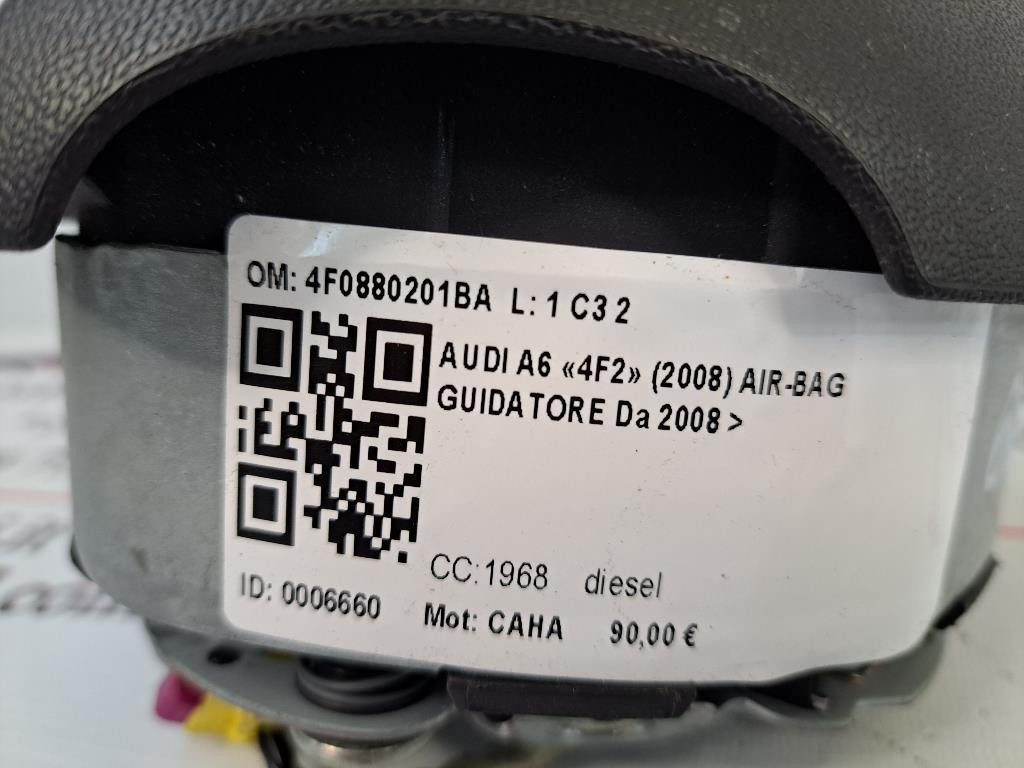 OM: 4F0880201BA L: 1 C3 2
AUDI A6 «4F2» (2008) AIR-BAG
GUIDATORE Da 2008 >
CC:1968 diesel
ID: 0006660 Mot: CAHA 90,00 €